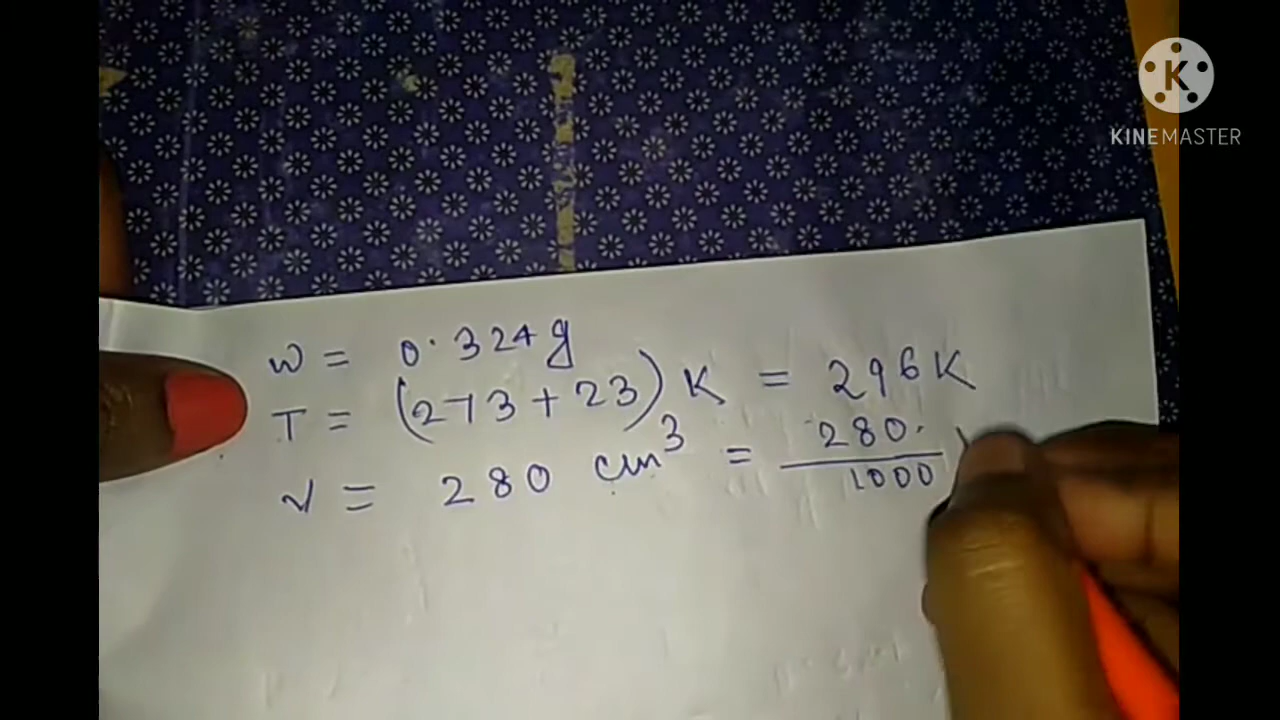 KINEMASTER
W = 0.324 g
T = (273 + 23) K = 296 K
V = 280 cm³ = 280/1000